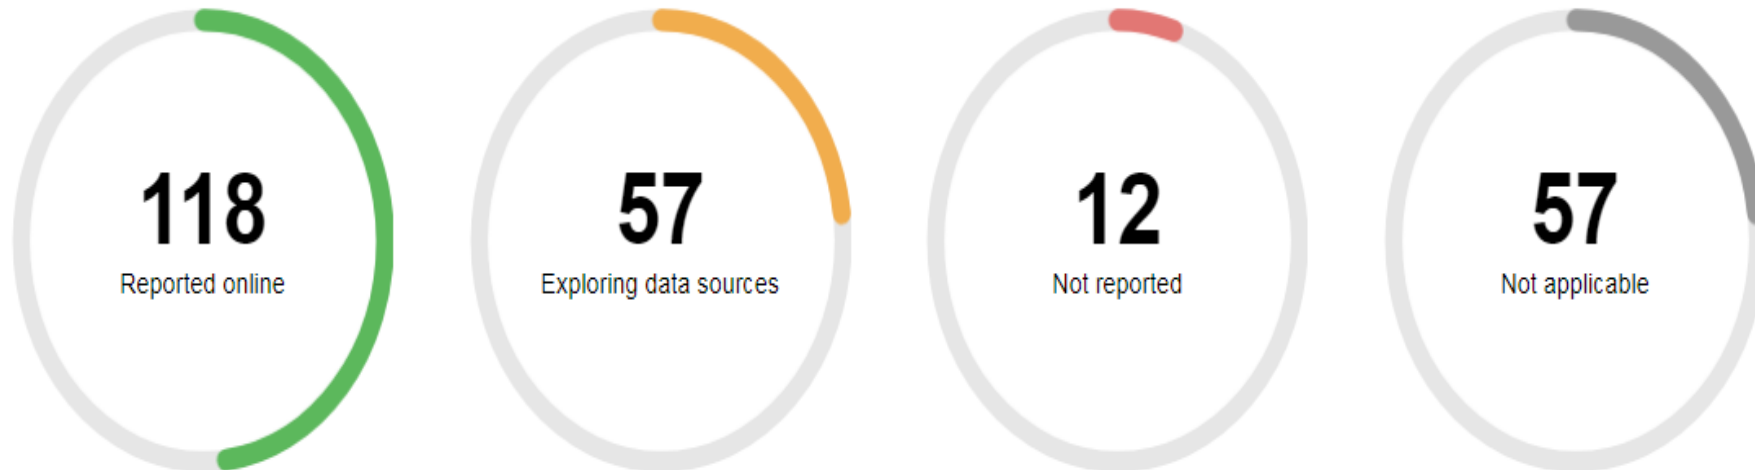 118
Reported online
57
Exploring data sources
12
Not reported
57
Not applicable